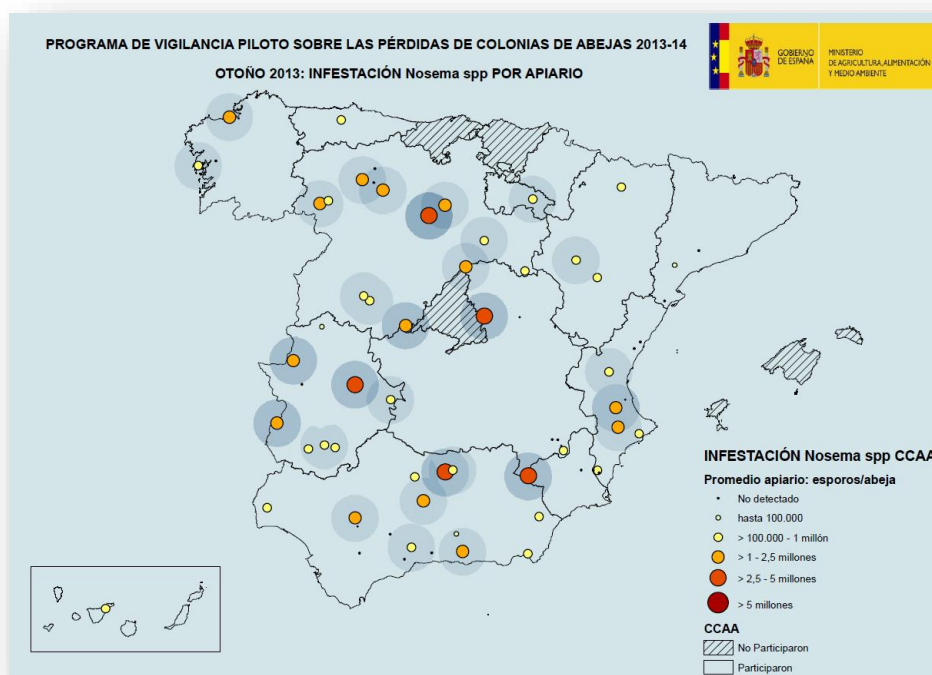 PROGRAMA DE VIGILANCIA PILOTO SOBRE LAS PÉRDIDAS DE COLONIAS DE ABEJAS 2013-14
OTOÑO 2013: INFESTACIÓN Nosema spp POR APIARIO
GOBIERNO
DE ESPAÑA
MINISTERIO
DE AGRICULTURA, ALIMENTACIÓN
Y MEDIO AMBIENTE
INFESTACIÓN Nosema spp CCAA
Promedio apiario: esporos/abeja
No detectado
hasta 100.000
> 100.000 - 1 millón
> 1 - 2,5 millones
> 2,5 - 5 millones
> 5 millones
CCAA
No Participaron
Participaron